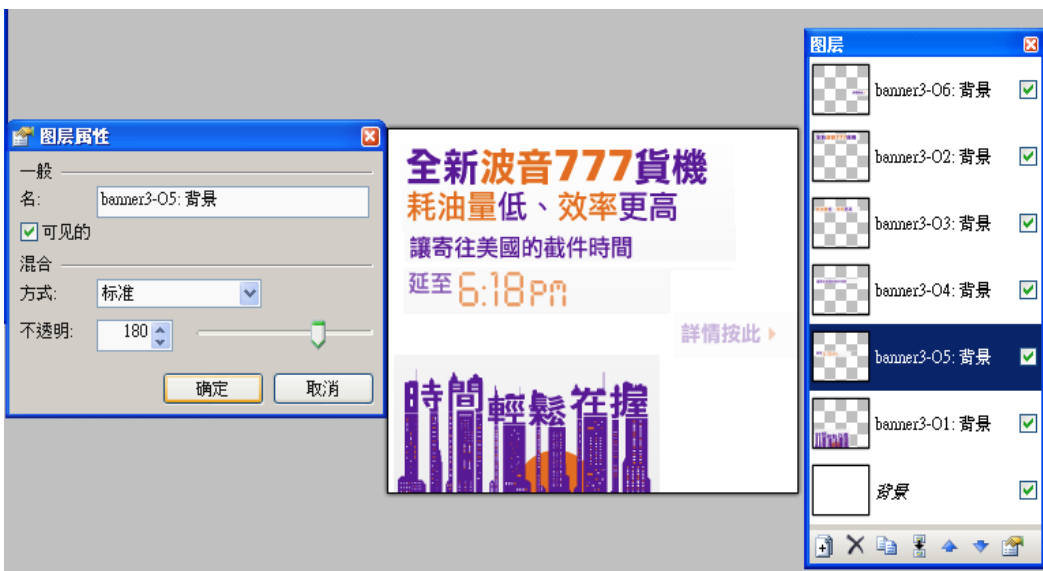 图层属性
一般
名: banner3-O5: 背景
可见的
混合
方式: 标准
不透明: 180
确定 取消
全新波音777貨機
耗油量低、效率更高
讓寄往美國的截件時間
延至 6:18pm
詳情按此
時間輕鬆在握
图层
banner3-O6: 背景
banner3-O2: 背景
banner3-O3: 背景
banner3-O4: 背景
banner3-O5: 背景
banner3-O1: 背景
背景